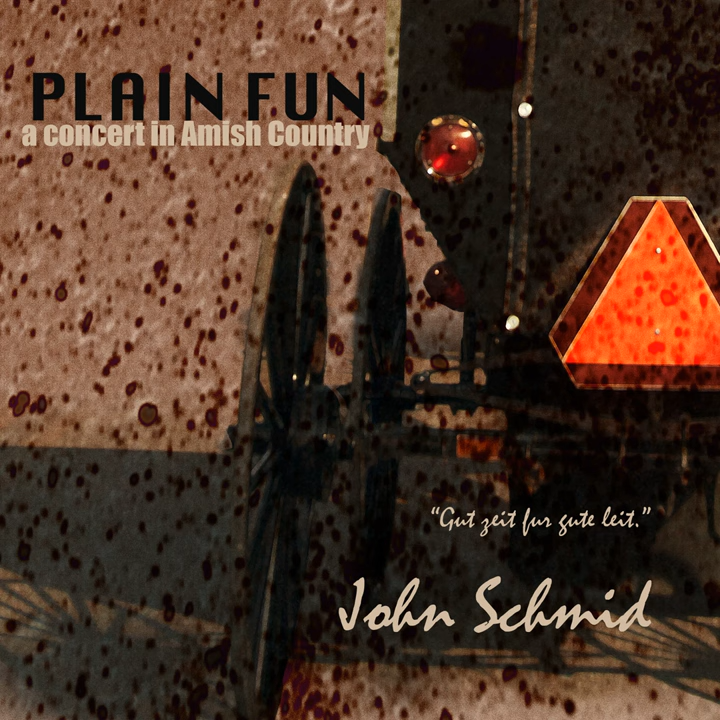 PLAIN FUN
a concert in Amish Country
“Gut zeit fur gute leit.”
John Schmid